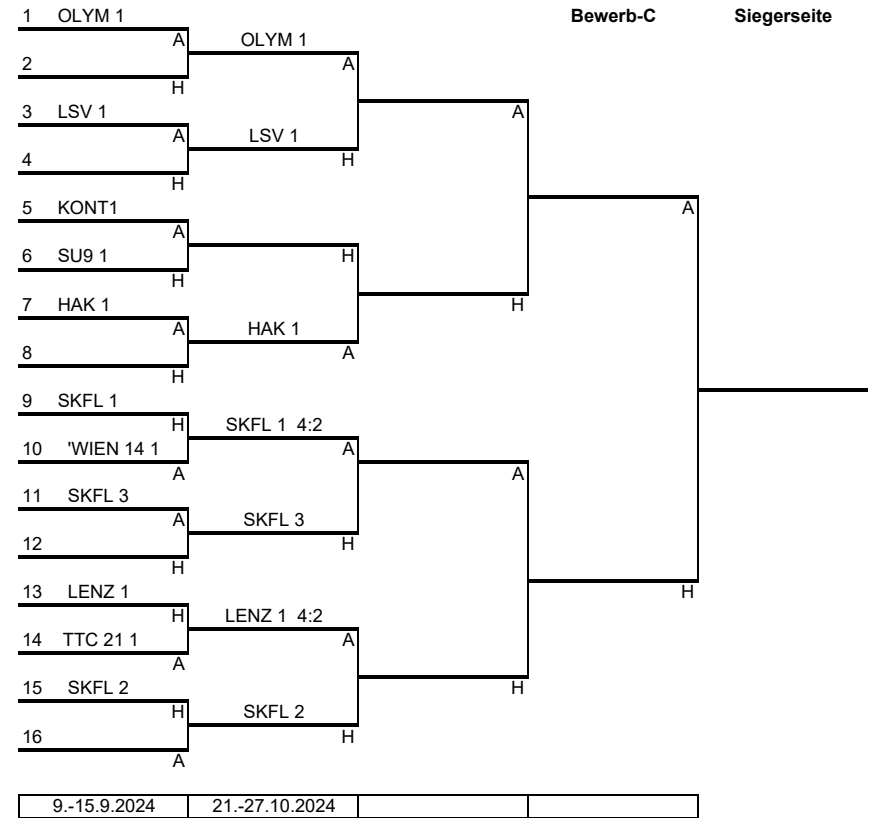 1 OLYM 1 Bewerb-C Siegerseite
A OLYM 1
2 A
H
3 LSV 1 A
A LSV 1
4 H
H
5 KONT1 A
A
6 SU9 1 H
H
7 HAK 1 H
A HAK 1
8 A
H
9 SKFL 1
H SKFL 1 4:2
10 'WIEN 14 1 A
A A
11 SKFL 3
A SKFL 3
12 H
H
13 LENZ 1 H
H LENZ 1 4:2
14 TTC 21 1 A
A
15 SKFL 2 H
H SKFL 2
16 H
A
9.-15.9.2024 21.-27.10.2024